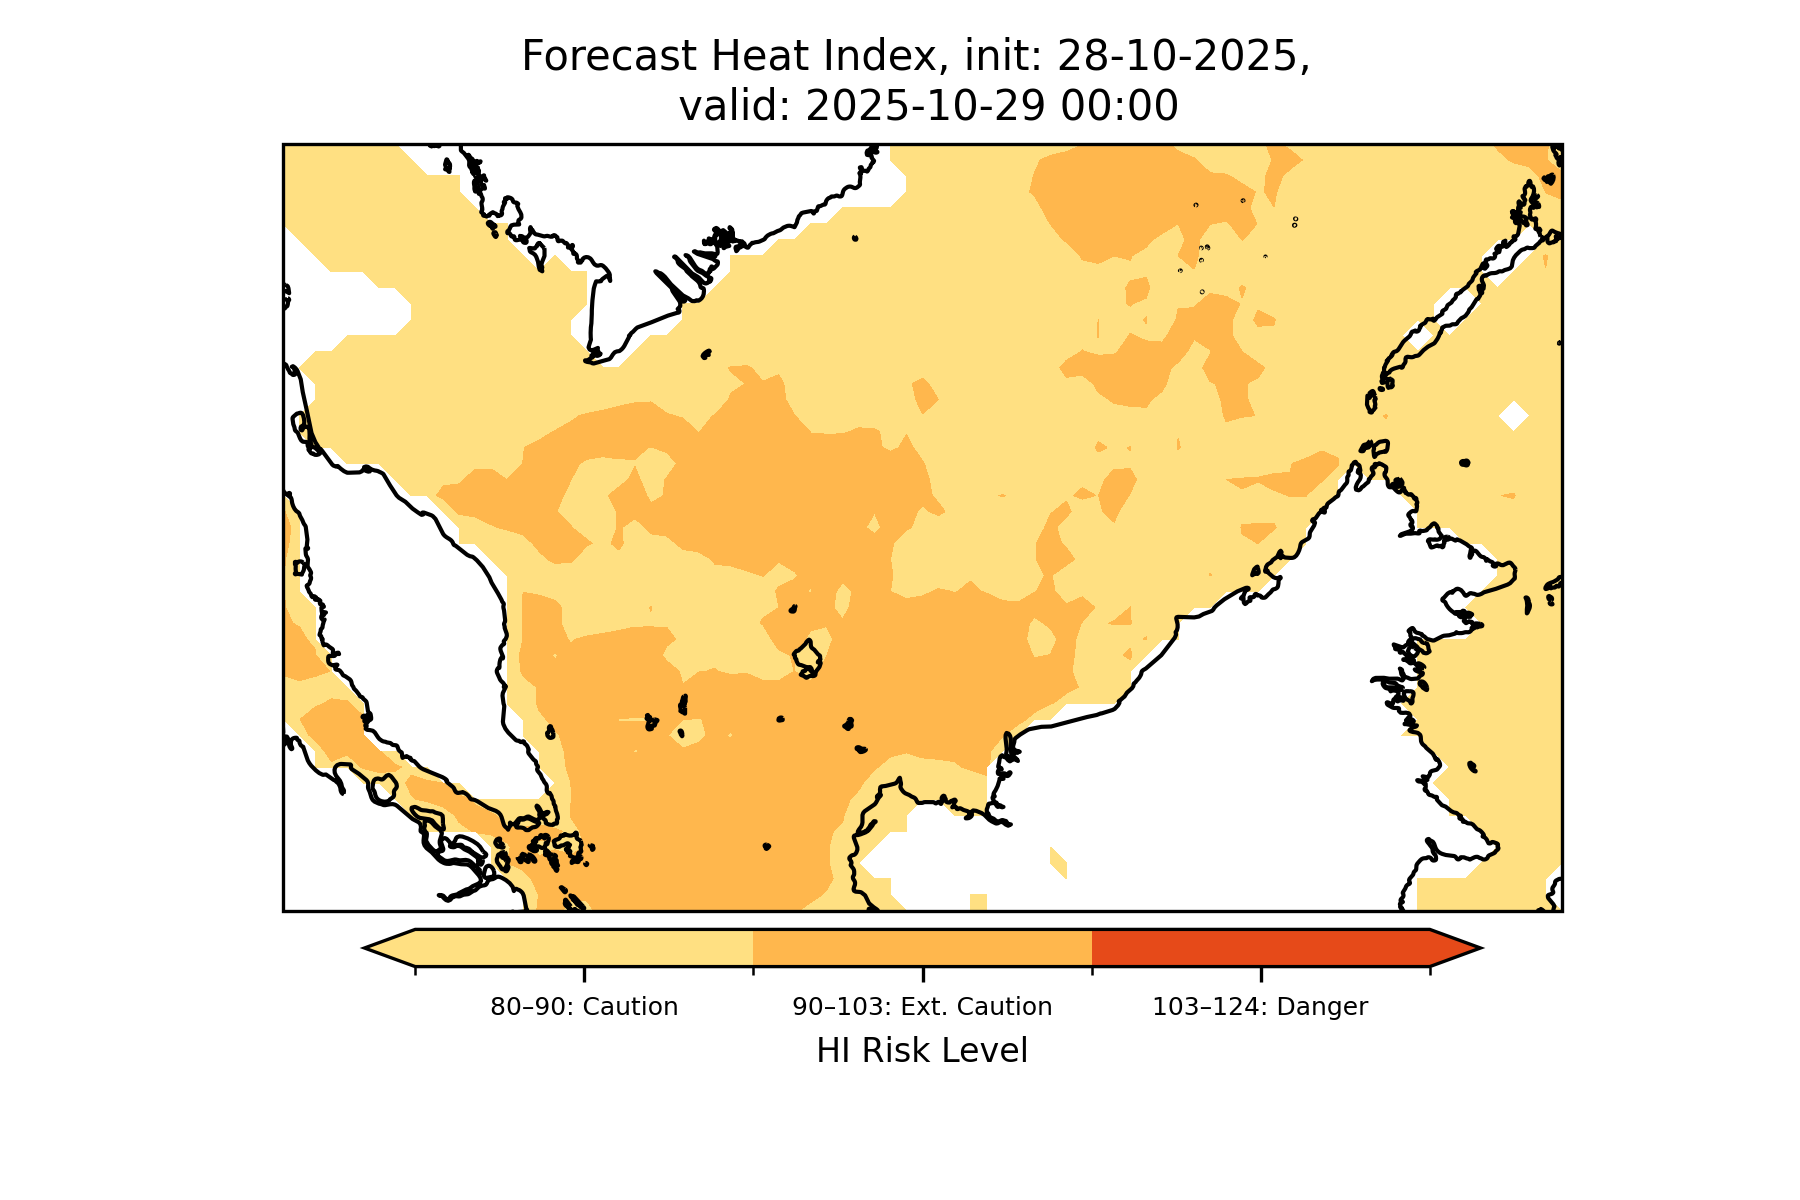 Forecast Heat Index, init: 28-10-2025,
valid: 2025-10-29 00:00
80–90: Caution
90–103: Ext. Caution
103–124: Danger
HI Risk Level